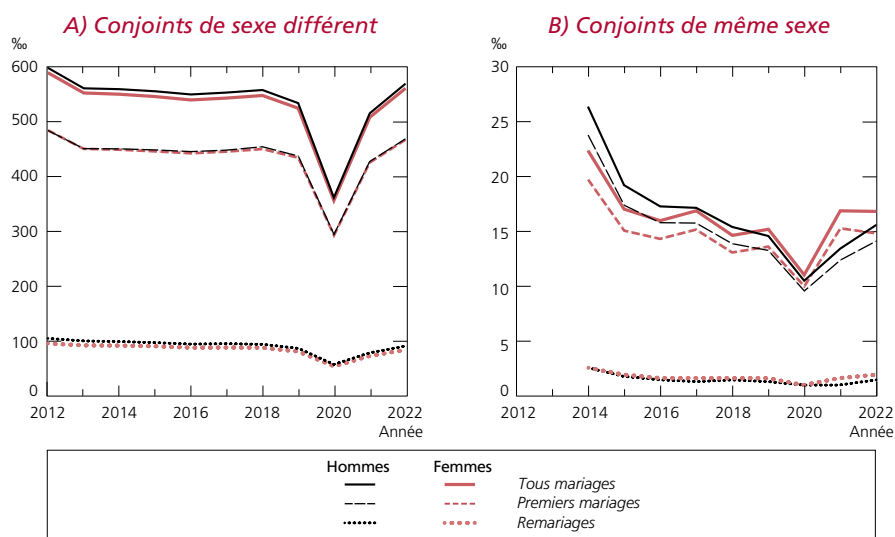 A) Conjoints de sexe différent
‰
600
500
400
300
200
100
0
2012 2014 2016 2018 2020 2022
Année
B) Conjoints de même sexe
‰
30
25
20
15
10
5
0
2012 2014 2016 2018 2020 2022
Année
Hommes Femmes
Tous mariages
Premiers mariages
Remariages